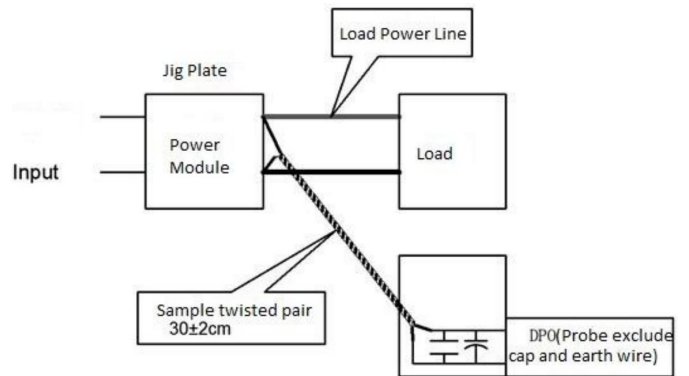 Load Power Line
Jig Plate
Power
Module
Load
Input
Sample twisted pair
30±2cm
DPO(Probe exclude
cap and earth wire)